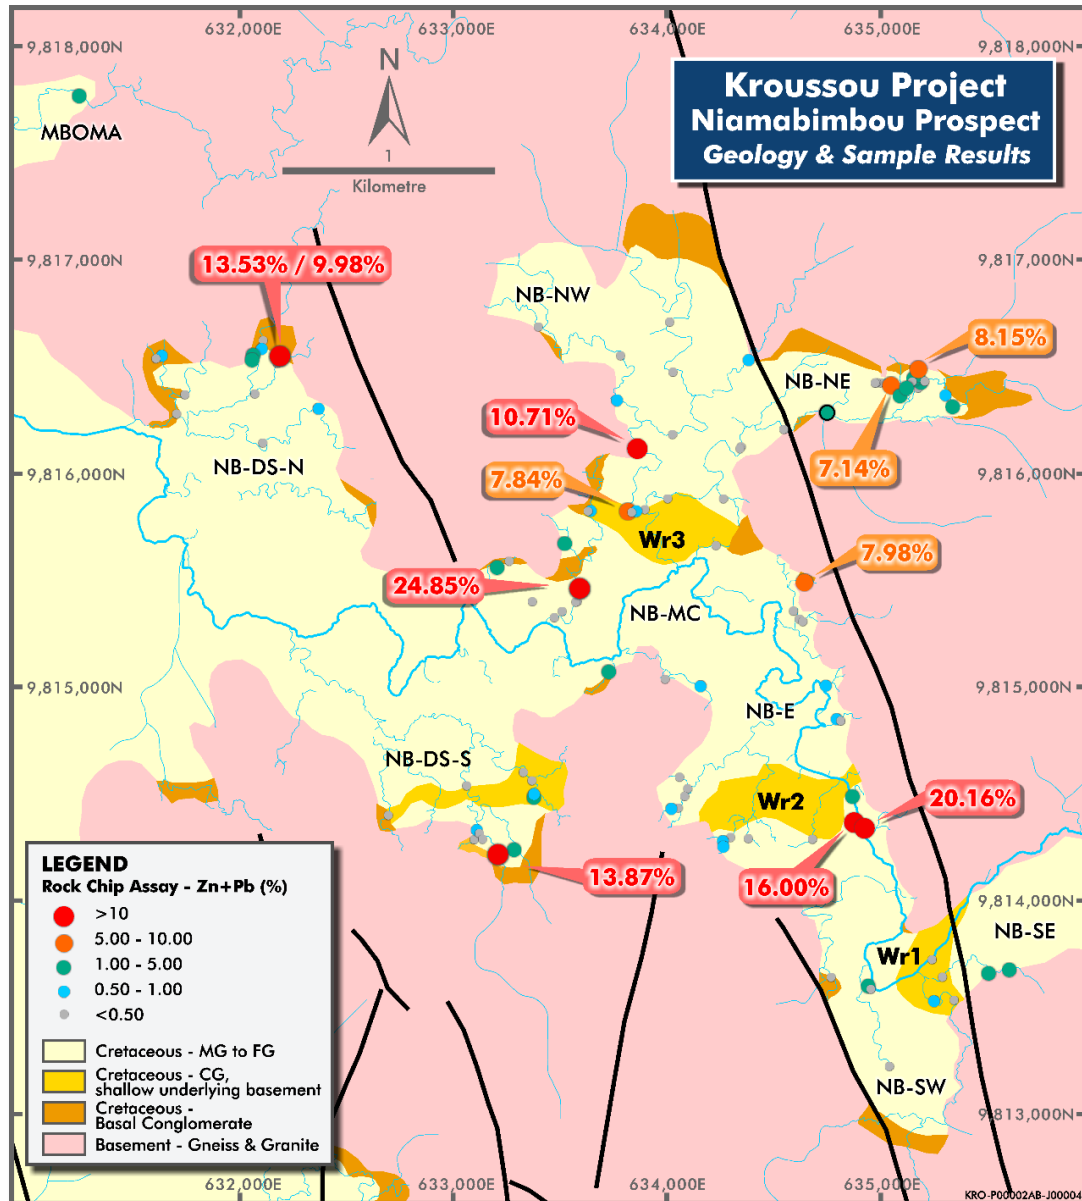 632,000E
633,000E
634,000E
635,000E
9,818,000N
9,818,000N
N
Kroussou Project
Niamabimbou Prospect
Geology & Sample Results
MBOMA
1
Kilometre
13.53% / 9.98%
9,817,000N
9,817,000N
NB-NW
8.15%
NB-NE
10.71%
7.14%
NB-DS-N
9,816,000N
9,816,000N
7.84%
Wr3
7.98%
24.85%
NB-MC
9,815,000N
9,815,000N
NB-E
NB-DS-S
Wr2
20.16%
13.87%
16.00%
LEGEND
Rock Chip Assay - Zn+Pb (%)
>10
5.00 - 10.00
1.00 - 5.00
0.50 - 1.00
<0.50
Cretaceous - MG to FG
Cretaceous - CG,
shallow underlying basement
Cretaceous -
Basal Conglomerate
Basement - Gneiss & Granite
9,814,000N
NB-SE
Wr1
NB-SW
9,813,000N
632,000E
633,000E
634,000E
635,000E